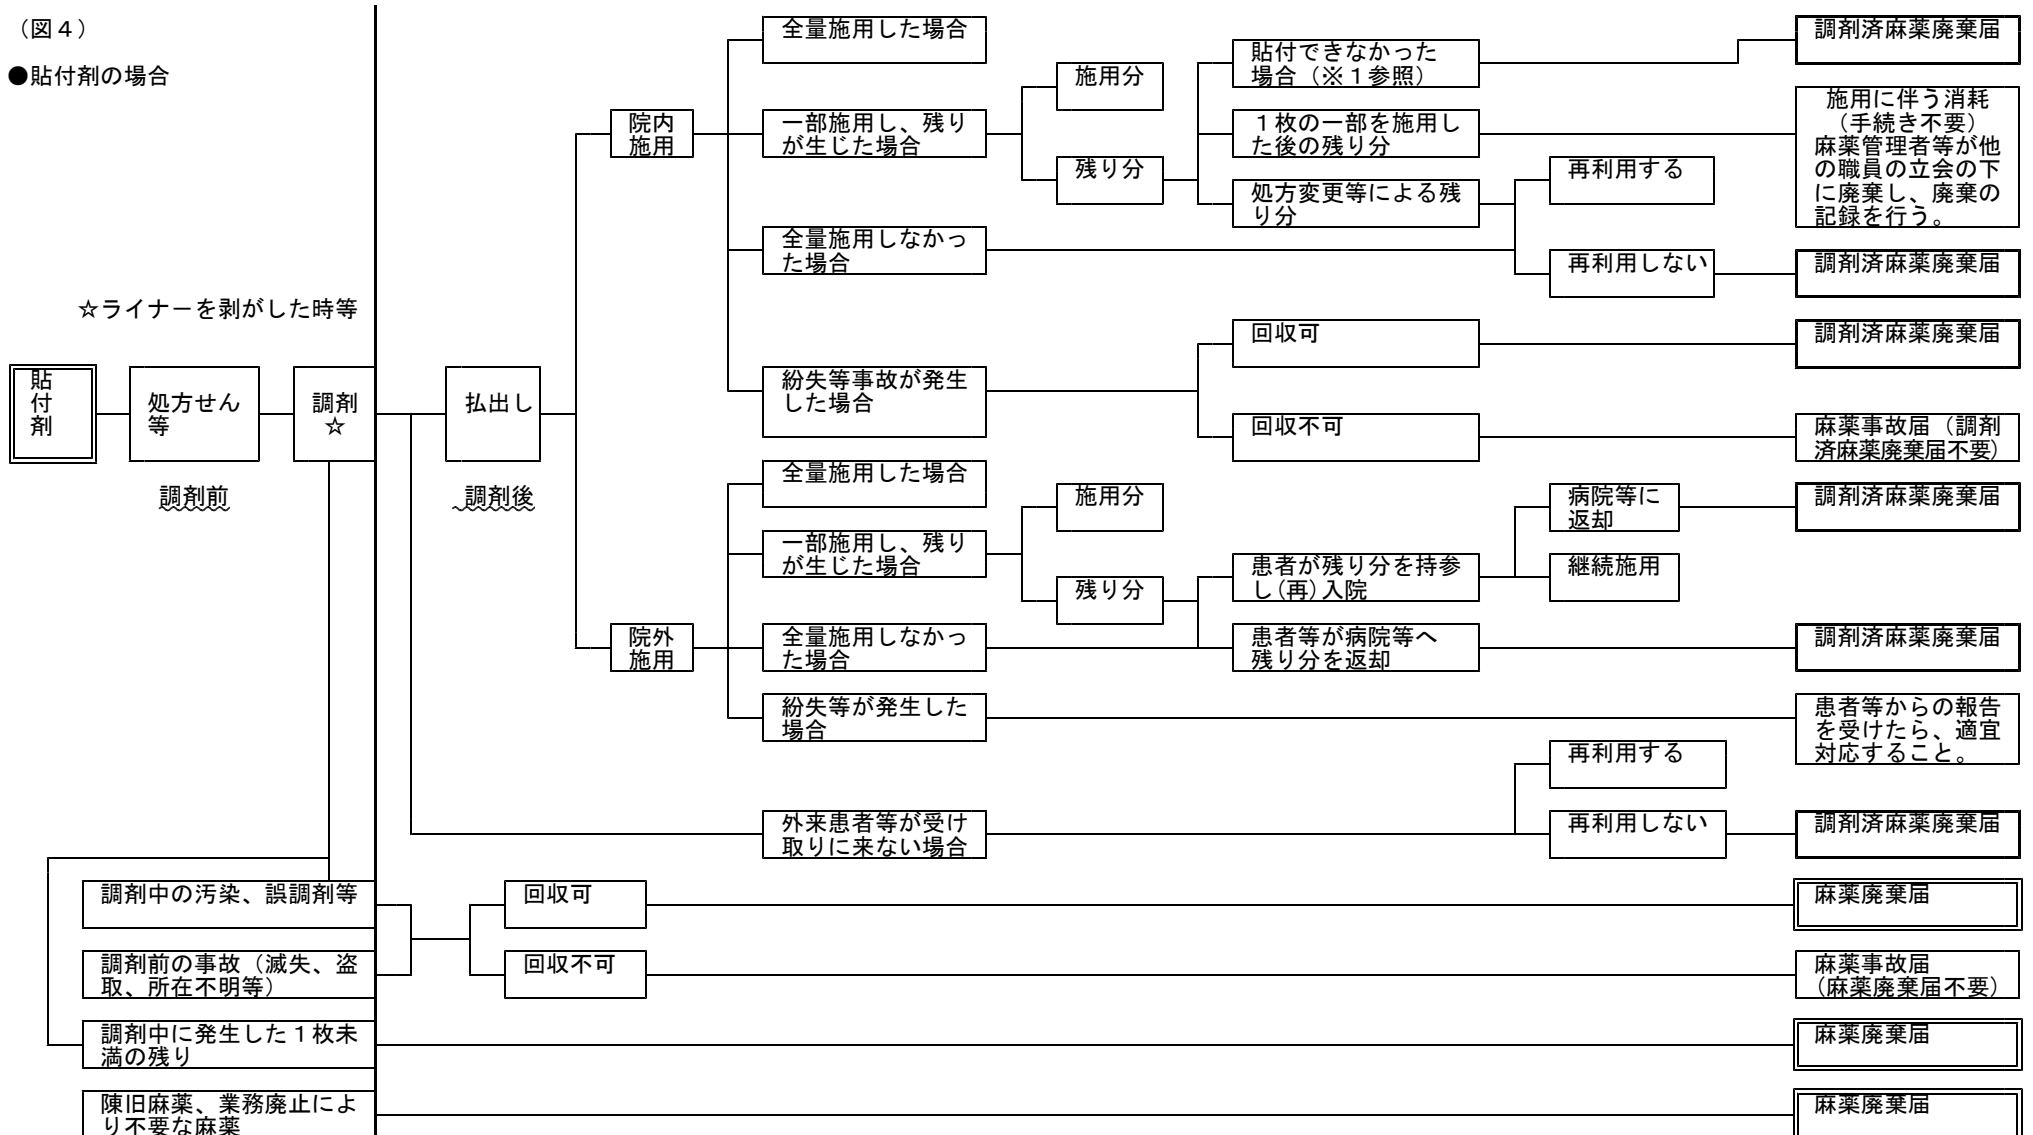 （図４）
●貼付剤の場合
☆ライナーを剥がした時等
貼
付
剤
処方せん
等
調剤
☆
調剤前
払出し
調剤後
院内
施用
全量施用した場合
一部施用し、残り
が生じた場合
施用分
残り分
貼付できなかった
場合（※１参照）
調剤済麻薬廃棄届
１枚の一部を施用し
た後の残り分
施用に伴う消耗
（手続き不要）
麻薬管理者等が他
の職員の立会の下
に廃棄し、廃棄の
記録を行う。
処方変更等による残
り分
再利用する
全量施用しなかっ
た場合
再利用しない
調剤済麻薬廃棄届
紛失等事故が発生
した場合
回収可
調剤済麻薬廃棄届
回収不可
麻薬事故届（調剤
済麻薬廃棄届不要）
院外
施用
全量施用した場合
一部施用し、残り
が生じた場合
施用分
残り分
患者が残り分を持参
し(再)入院
病院等に
返却
調剤済麻薬廃棄届
継続施用
全量施用しなかっ
た場合
患者等が病院等へ
残り分を返却
調剤済麻薬廃棄届
紛失等が発生した
場合
患者等からの報告
を受けたら、適宜
対応すること。
外来患者等が受け
取りに来ない場合
再利用する
再利用しない
調剤済麻薬廃棄届
調剤中の汚染、誤調剤等
回収可
麻薬廃棄届
調剤前の事故（滅失、盗
取、所在不明等）
回収不可
麻薬事故届
（麻薬廃棄届不要）
調剤中に発生した１枚未
満の残り
麻薬廃棄届
陳旧麻薬、業務廃止によ
り不要な麻薬
麻薬廃棄届